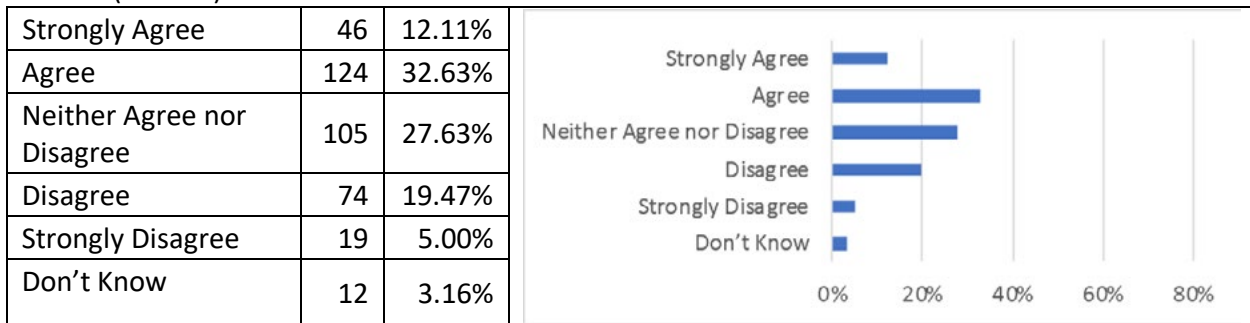 Strongly Agree 46 12.11%
Agree 124 32.63%
Neither Agree nor
Disagree 105 27.63%
Disagree 74 19.47%
Strongly Disagree 19 5.00%
Don’t Know 12 3.16%
Strongly Agree
Agree
Neither Agree nor Disagree
Disagree
Strongly Disagree
Don’t Know
0% 20% 40% 60% 80%